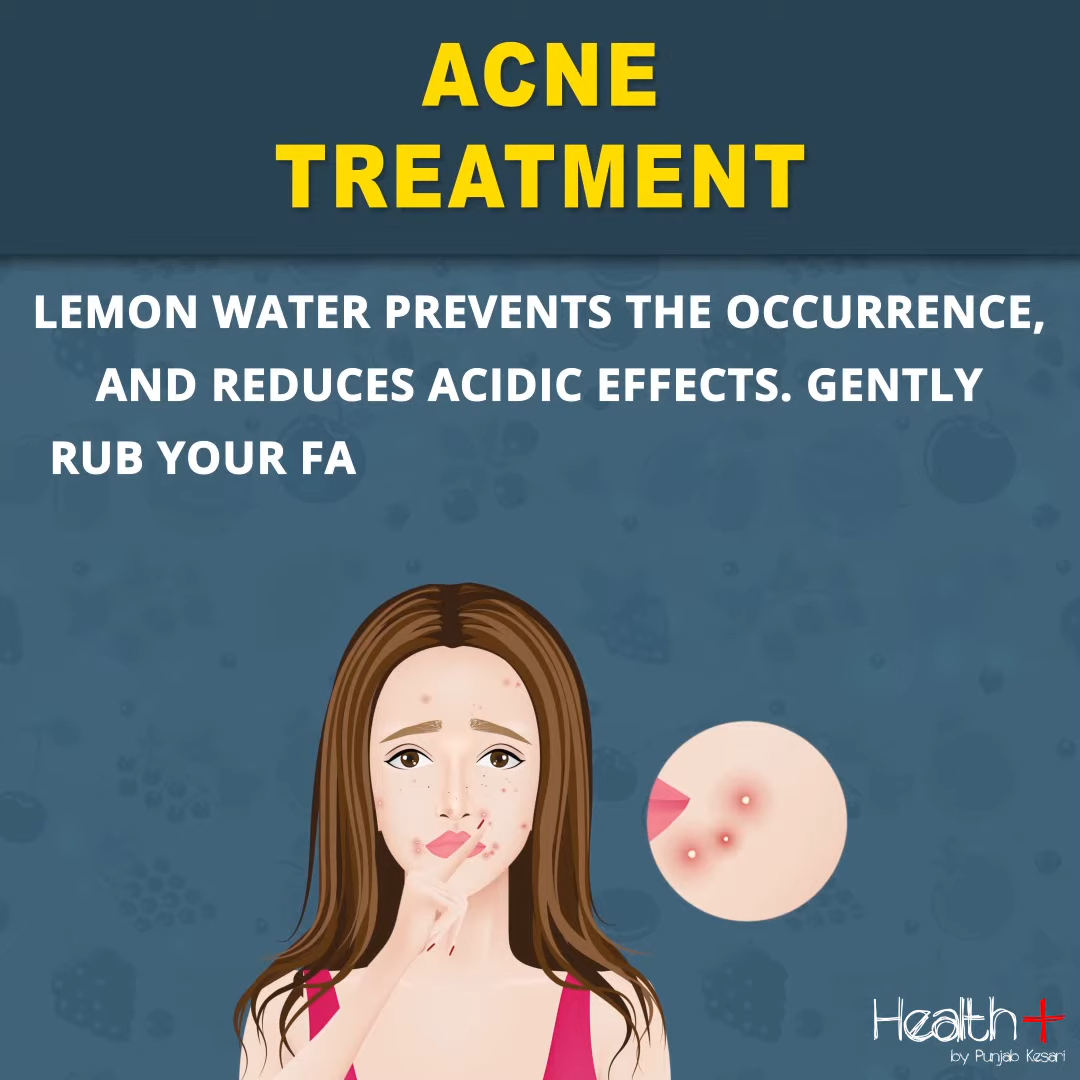 ACNE
TREATMENT
LEMON WATER PREVENTS THE OCCURRENCE,
AND REDUCES ACIDIC EFFECTS. GENTLY
RUB YOUR FA
Health+
by Punjab Kesari